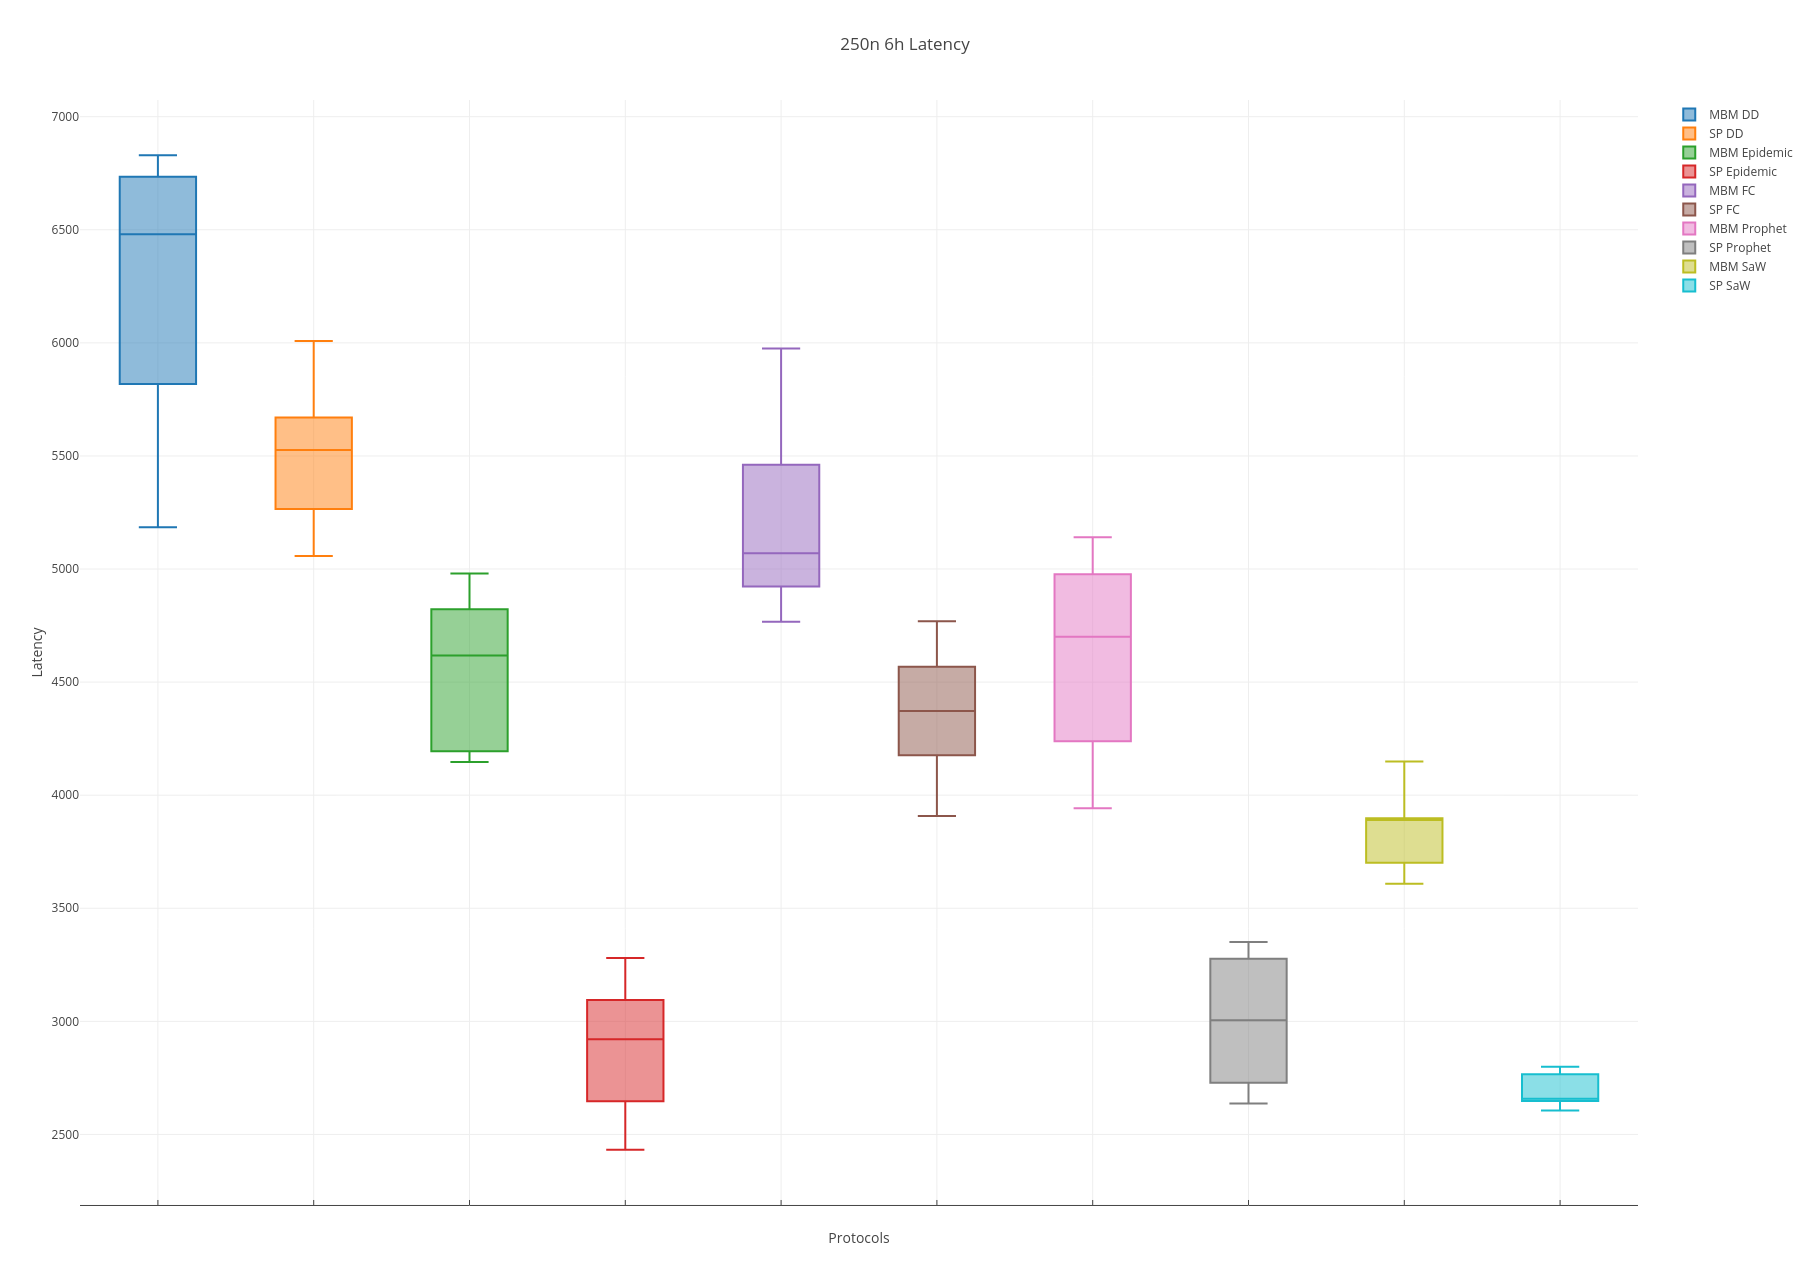 250n 6h Latency
7000
6500
6000
5500
5000
4500
4000
3500
3000
2500
Latency
Protocols
MBM DD
SP DD
MBM Epidemic
SP Epidemic
MBM FC
SP FC
MBM Prophet
SP Prophet
MBM SaW
SP SaW